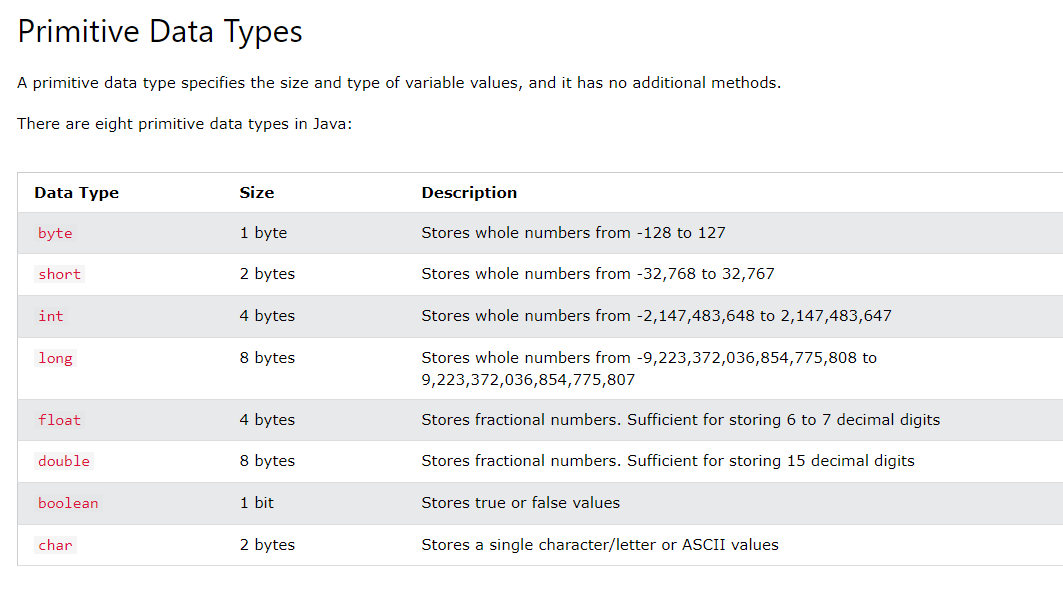 Primitive Data Types
A primitive data type specifies the size and type of variable values, and it has no additional methods.
There are eight primitive data types in Java:
Data Type Size Description
byte 1 byte Stores whole numbers from -128 to 127
short 2 bytes Stores whole numbers from -32,768 to 32,767
int 4 bytes Stores whole numbers from -2,147,483,648 to 2,147,483,647
long 8 bytes Stores whole numbers from -9,223,372,036,854,775,808 to
9,223,372,036,854,775,807
float 4 bytes Stores fractional numbers. Sufficient for storing 6 to 7 decimal digits
double 8 bytes Stores fractional numbers. Sufficient for storing 15 decimal digits
boolean 1 bit Stores true or false values
char 2 bytes Stores a single character/letter or ASCII values